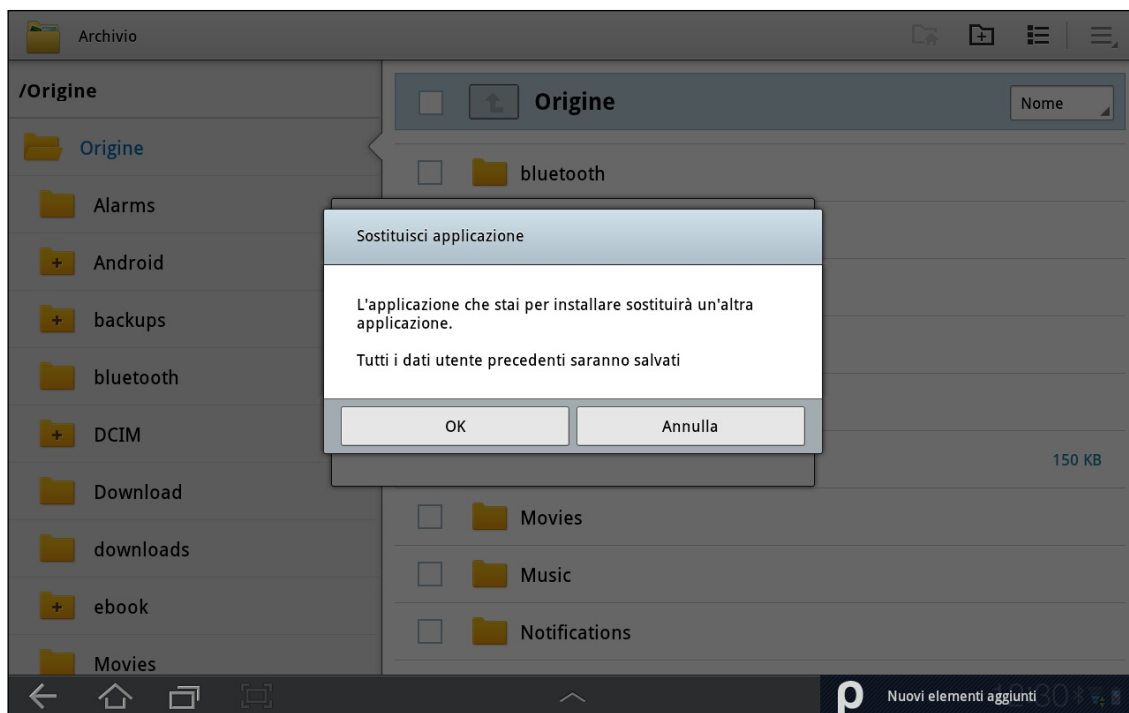 Archivio
/Origine
Origine
Nome
Origine
bluetooth
Alarms
Android
backups
bluetooth
DCIM
Download
downloads
ebook
Movies
Sostituisci applicazione
L'applicazione che stai per installare sostituirà un'altra
applicazione.
Tutti i dati utente precedenti saranno salvati
OK
Annulla
150 KB
Movies
Music
Notifications
Nuovi elementi aggiunti